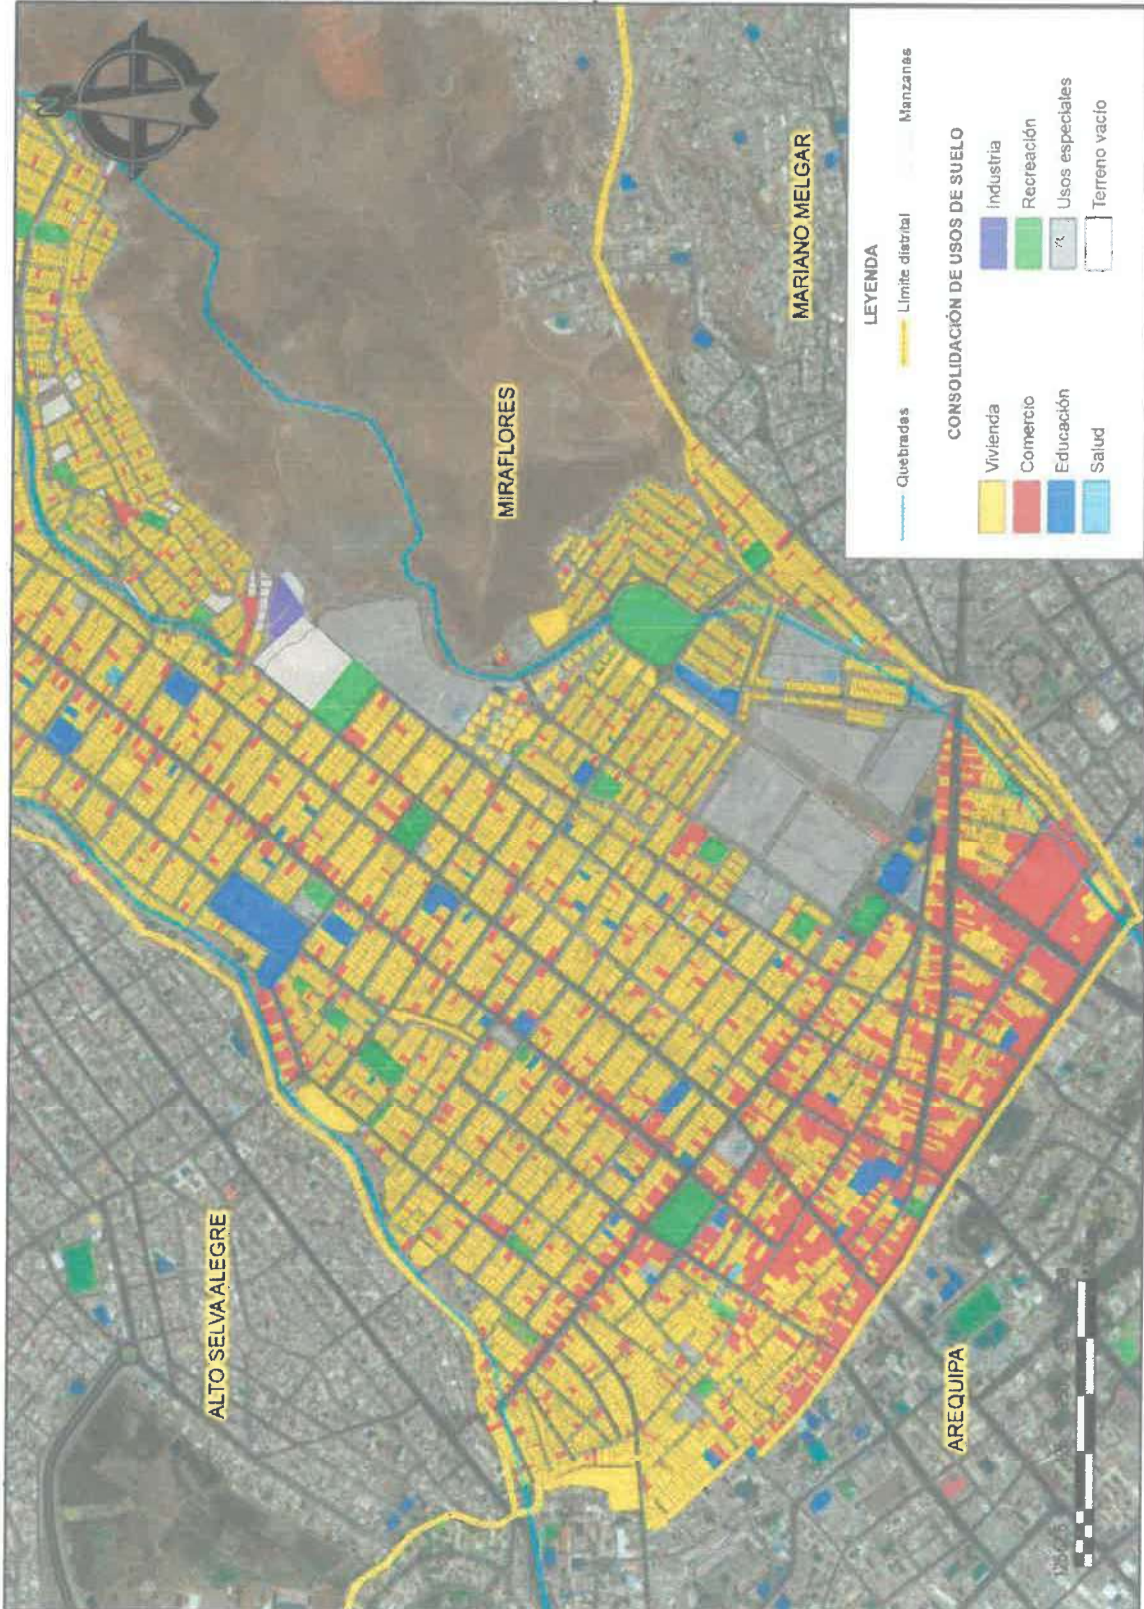 N
ALTO SELVA ALEGRE
MIRAFLORES
MARIANO MELGAR
AREQUIPA
LEYENDA
Quebradas
Límite distrital
Manzanas
CONSOLIDACIÓN DE USOS DE SUELO
Vivienda
Industria
Comercio
Recreación
Educación
Usos especiales
Salud
Terreno vacío